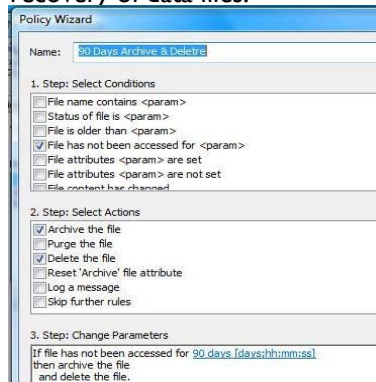 recovery of data files.
Policy Wizard
Name: 90 Days Archive & Deletre
1. Step: Select Conditions
File name contains <param>
Status of file is <param>
File is older than <param>
File has not been accessed for <param>
File attributes <param> are set
File attributes <param> are not set
File content has changed
2. Step: Select Actions
Archive the file
Purge the file
Delete the file
Reset 'Archive' file attribute
Log a message
Skip further rules
3. Step: Change Parameters
If file has not been accessed for 90 days [days;hh:mm:ss]
then archive the file
and delete the file.